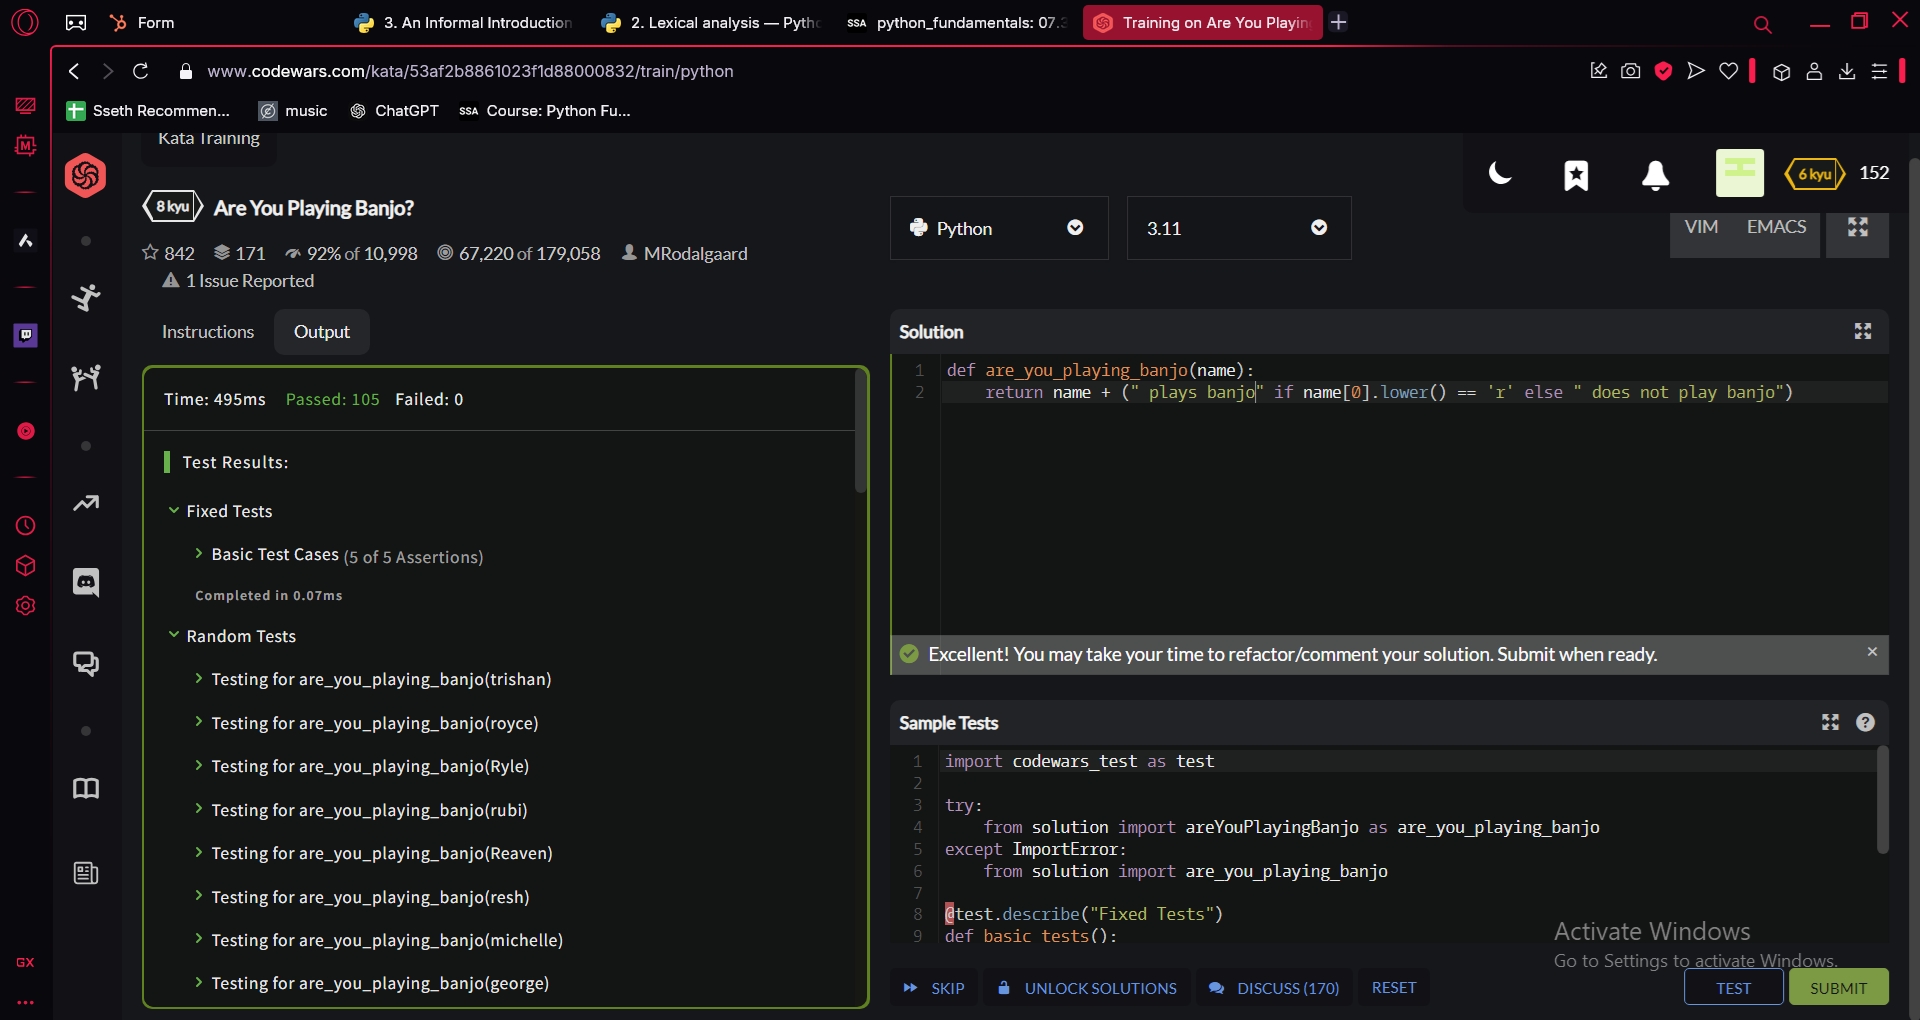 Form
3. An Informal Introduction
2. Lexical analysis — Pyth
SSA python_fundamentals: 07.3
Training on Are You Playin
www.codewars.com/kata/53af2b8861023f1d88000832/train/python
Sseth Recommen...
music
ChatGPT
SSA Course: Python Fu...
Kata Training
8 kyu Are You Playing Banjo?
842 171 92% of 10,998 67,220 of 179,058 MRodalgaard
1 Issue Reported
Python
3.11
6 kyu 152
VIM EMACS
Instructions Output
Time: 495ms Passed: 105 Failed: 0
Test Results:
Fixed Tests
Basic Test Cases (5 of 5 Assertions)
Completed in 0.07ms
Random Tests
Testing for are_you_playing_banjo(trishan)
Testing for are_you_playing_banjo(royce)
Testing for are_you_playing_banjo(Ryle)
Testing for are_you_playing_banjo(rubi)
Testing for are_you_playing_banjo(Reaven)
Testing for are_you_playing_banjo(resh)
Testing for are_you_playing_banjo(michelle)
Testing for are_you_playing_banjo(george)
GX
Solution
1 def are_you_playing_banjo(name):
2 return name + (" plays banjo" if name[0].lower() == 'r' else " does not play banjo")
Excellent! You may take your time to refactor/comment your solution. Submit when ready.
Sample Tests
1 import codewars_test as test
2
3 try:
4 from solution import areYouPlayingBanjo as are_you_playing_banjo
5 except ImportError:
6 from solution import are_you_playing_banjo
7
8 @test.describe("Fixed Tests")
9 def basic_tests():
Activate Windows
Go to Settings to activate Windows.
SKIP UNLOCK SOLUTIONS DISCUSS (170) RESET TEST SUBMIT